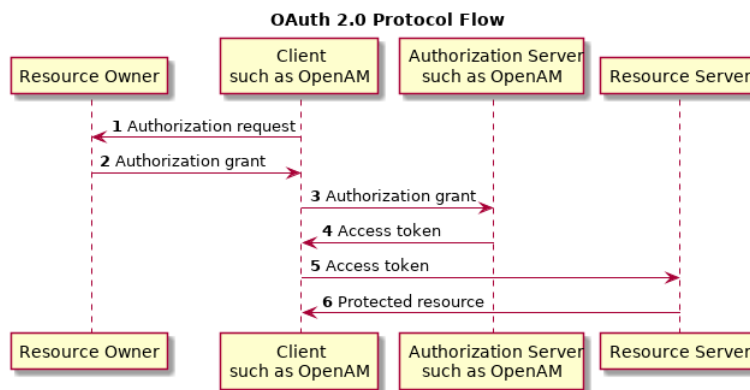 OAuth 2.0 Protocol Flow
Resource Owner
Client
such as OpenAM
Authorization Server
such as OpenAM
Resource Server
1 Authorization request
2 Authorization grant
3 Authorization grant
4 Access token
5 Access token
6 Protected resource
Resource Owner
Client
such as OpenAM
Authorization Server
such as OpenAM
Resource Server